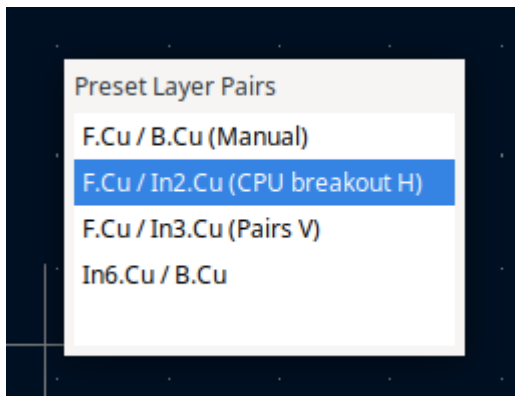 Preset Layer Pairs
F.Cu / B.Cu (Manual)
F.Cu / In2.Cu (CPU breakout H)
F.Cu / In3.Cu (Pairs V)
In6.Cu / B.Cu